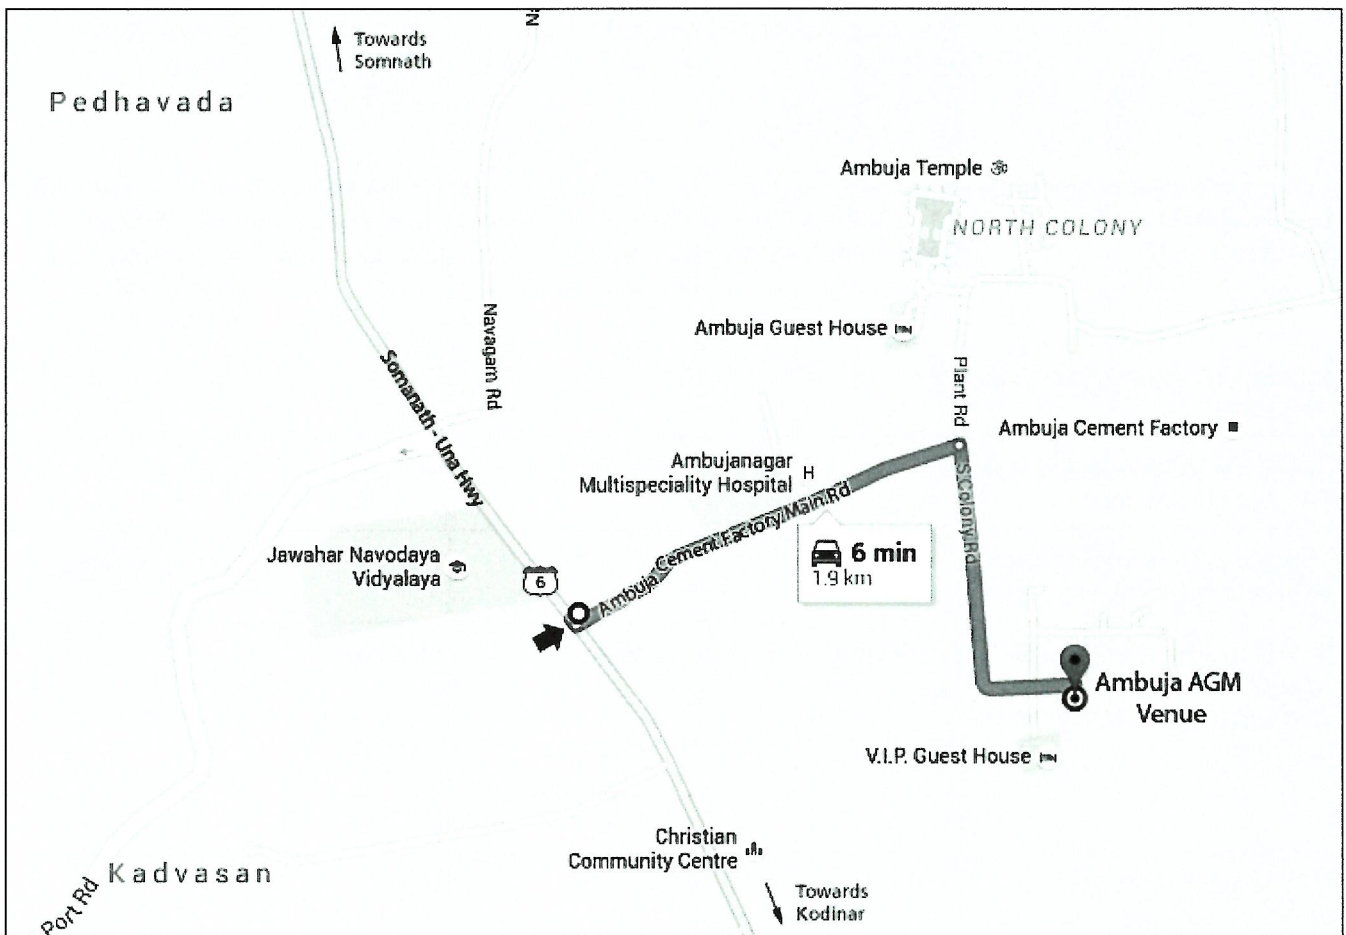 N
Towards
Somnath
Pedhavada
Ambuja Temple
NORTH COLONY
Navagam Rd
Ambuja Guest House
Somanath - Una Hwy
Plant Rd
Ambuja Cement Factory
Ambujanagar
Multispeciality Hospital H
S Colony Rd
Ambuja Cement Factory Main Rd
Jawahar Navodaya
Vidyalaya
6
6 min
1.9 km
Ambuja AGM
Venue
V.I.P. Guest House
Christian
Community Centre
Kadvasan
Port Rd
Towards
Kodinar